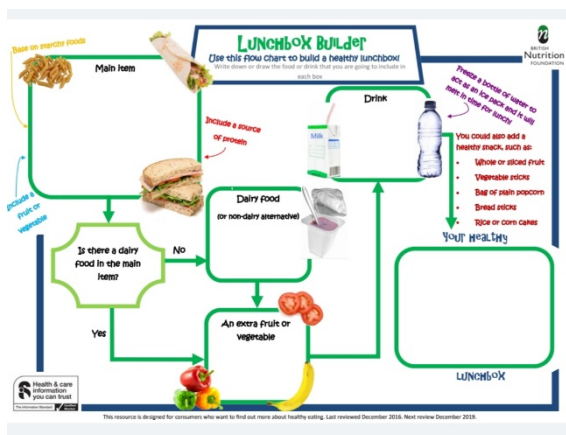 LUNCHBOX BUILDER
Use this flow chart to build a healthy lunchbox!
Write down or draw the food or drink that you are going to include in
each box
BRITISH
Nutrition
FOUNDATION
Base on starchy foods
Main item
Include a source
of protein
Include a
fruit or
vegetable
Drink
Milk
Freeze a bottle of water to
act as an ice pack and it will
melt in time for lunch!
You could also add a
healthy snack, such as:
• Whole or sliced fruit
• Vegetable sticks
• Bag of plain popcorn
• Bread sticks
• Rice or corn cakes
Is there a dairy
food in the main
item?
No
Yes
Dairy food
(or non-dairy alternative)
An extra fruit or
vegetable
YOUR HEALTHY
LUNCHBOX
Health & care
information
you can trust
The Information Standard
This resource is designed for consumers who want to find out more about healthy eating. Last reviewed December 2016. Next review December 2019.